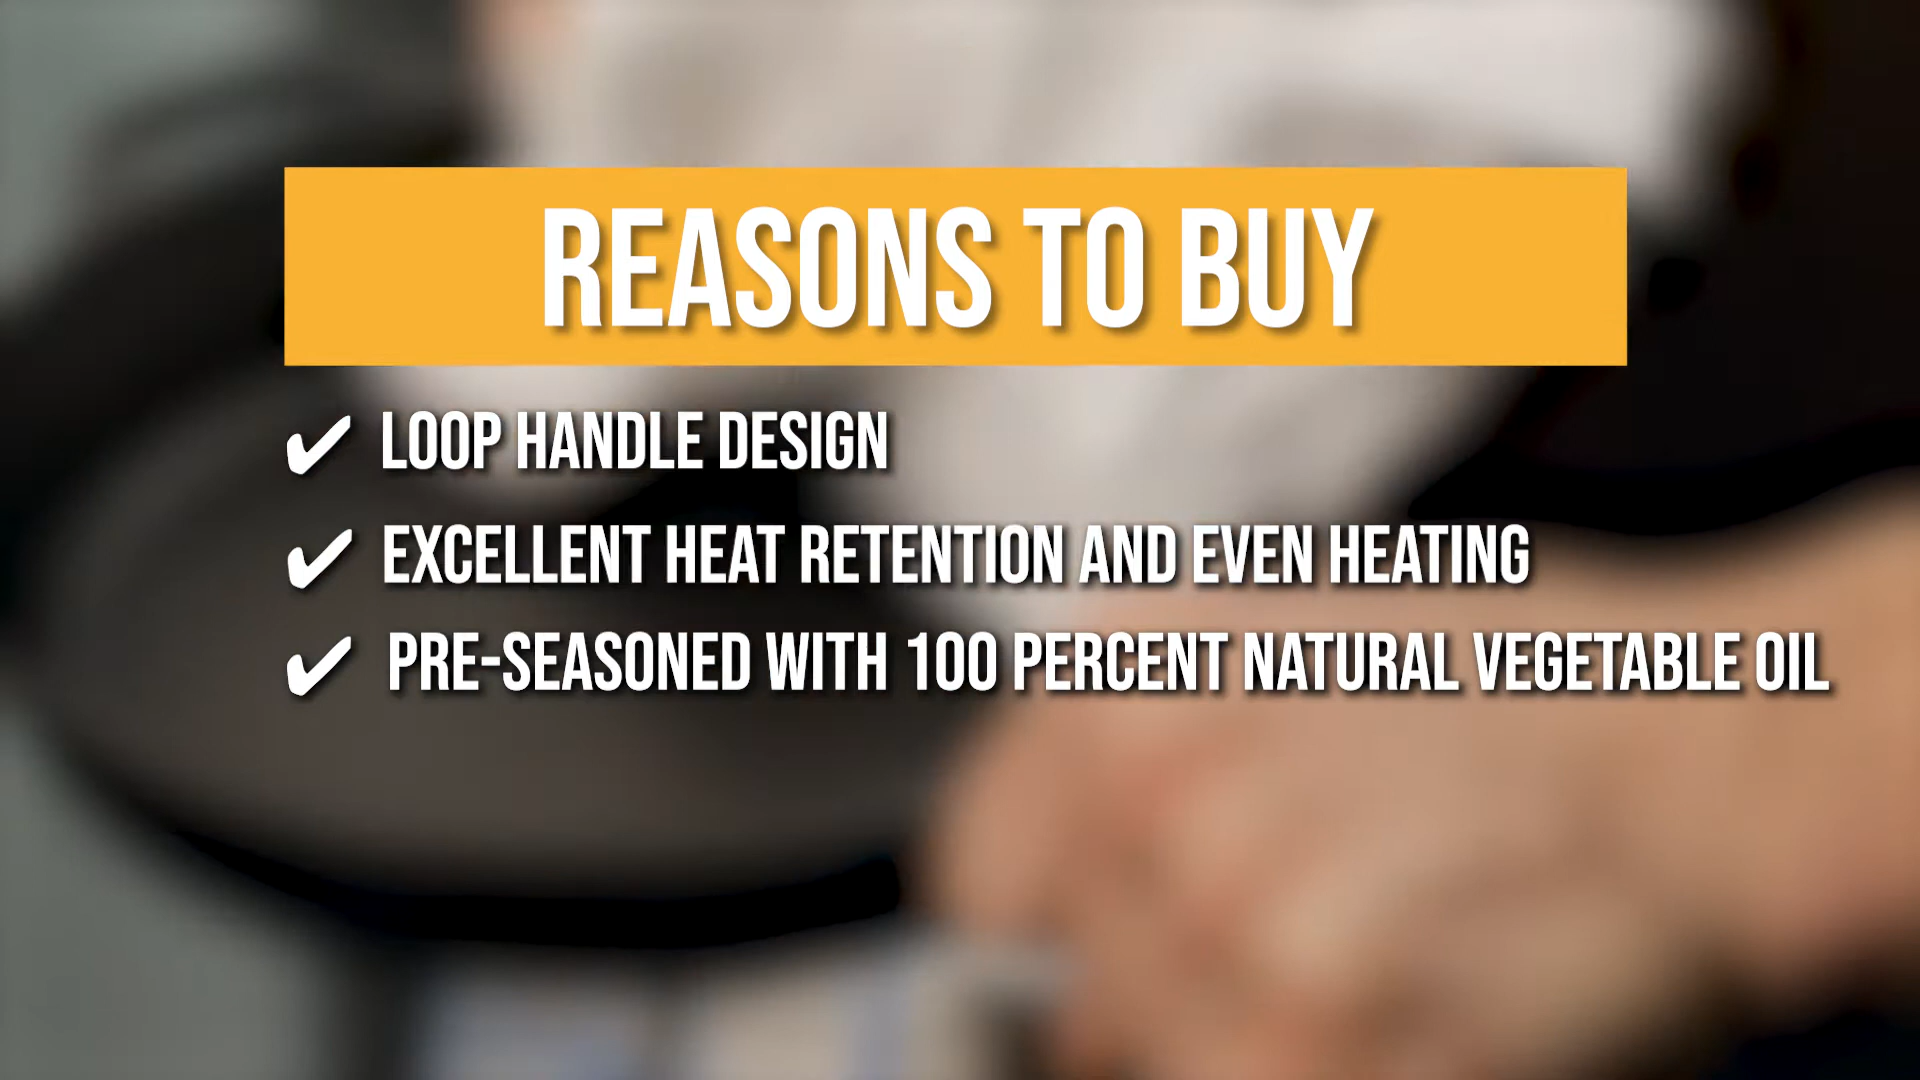 REASONS TO BUY
✔ LOOP HANDLE DESIGN
✔ EXCELLENT HEAT RETENTION AND EVEN HEATING
✔ PRE-SEASONED WITH 100 PERCENT NATURAL VEGETABLE OIL